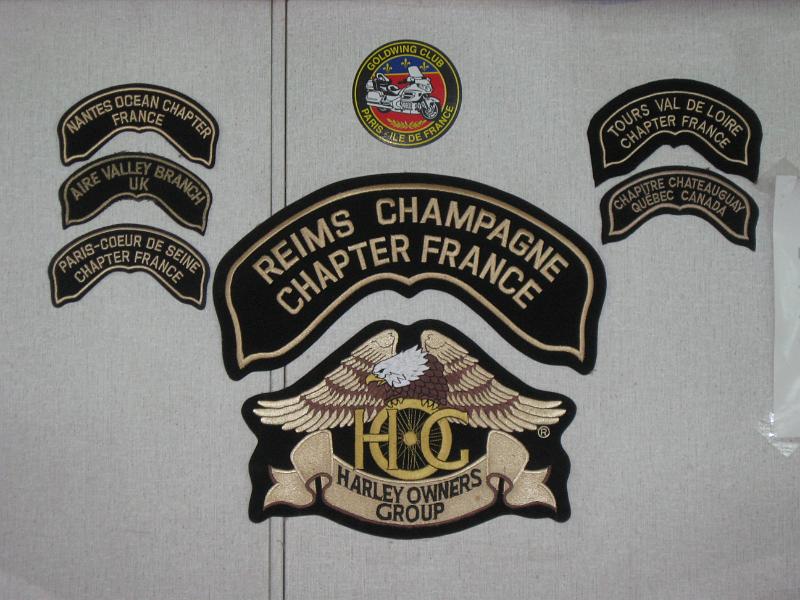 GOLDWING CLUB
PARIS ILE DE FRANCE
NANTES OCEAN CHAPTER
FRANCE
AIRE VALLEY BRANCH
UK
PARIS-COEUR DE SEINE
CHAPTER FRANCE
TOURS VAL DE LOIRE
CHAPTER FRANCE
CHAPITRE CHATEAUGUAY
QUÉBEC CANADA
REIMS CHAMPAGNE
CHAPTER FRANCE
HOG
®
HARLEY OWNERS
GROUP